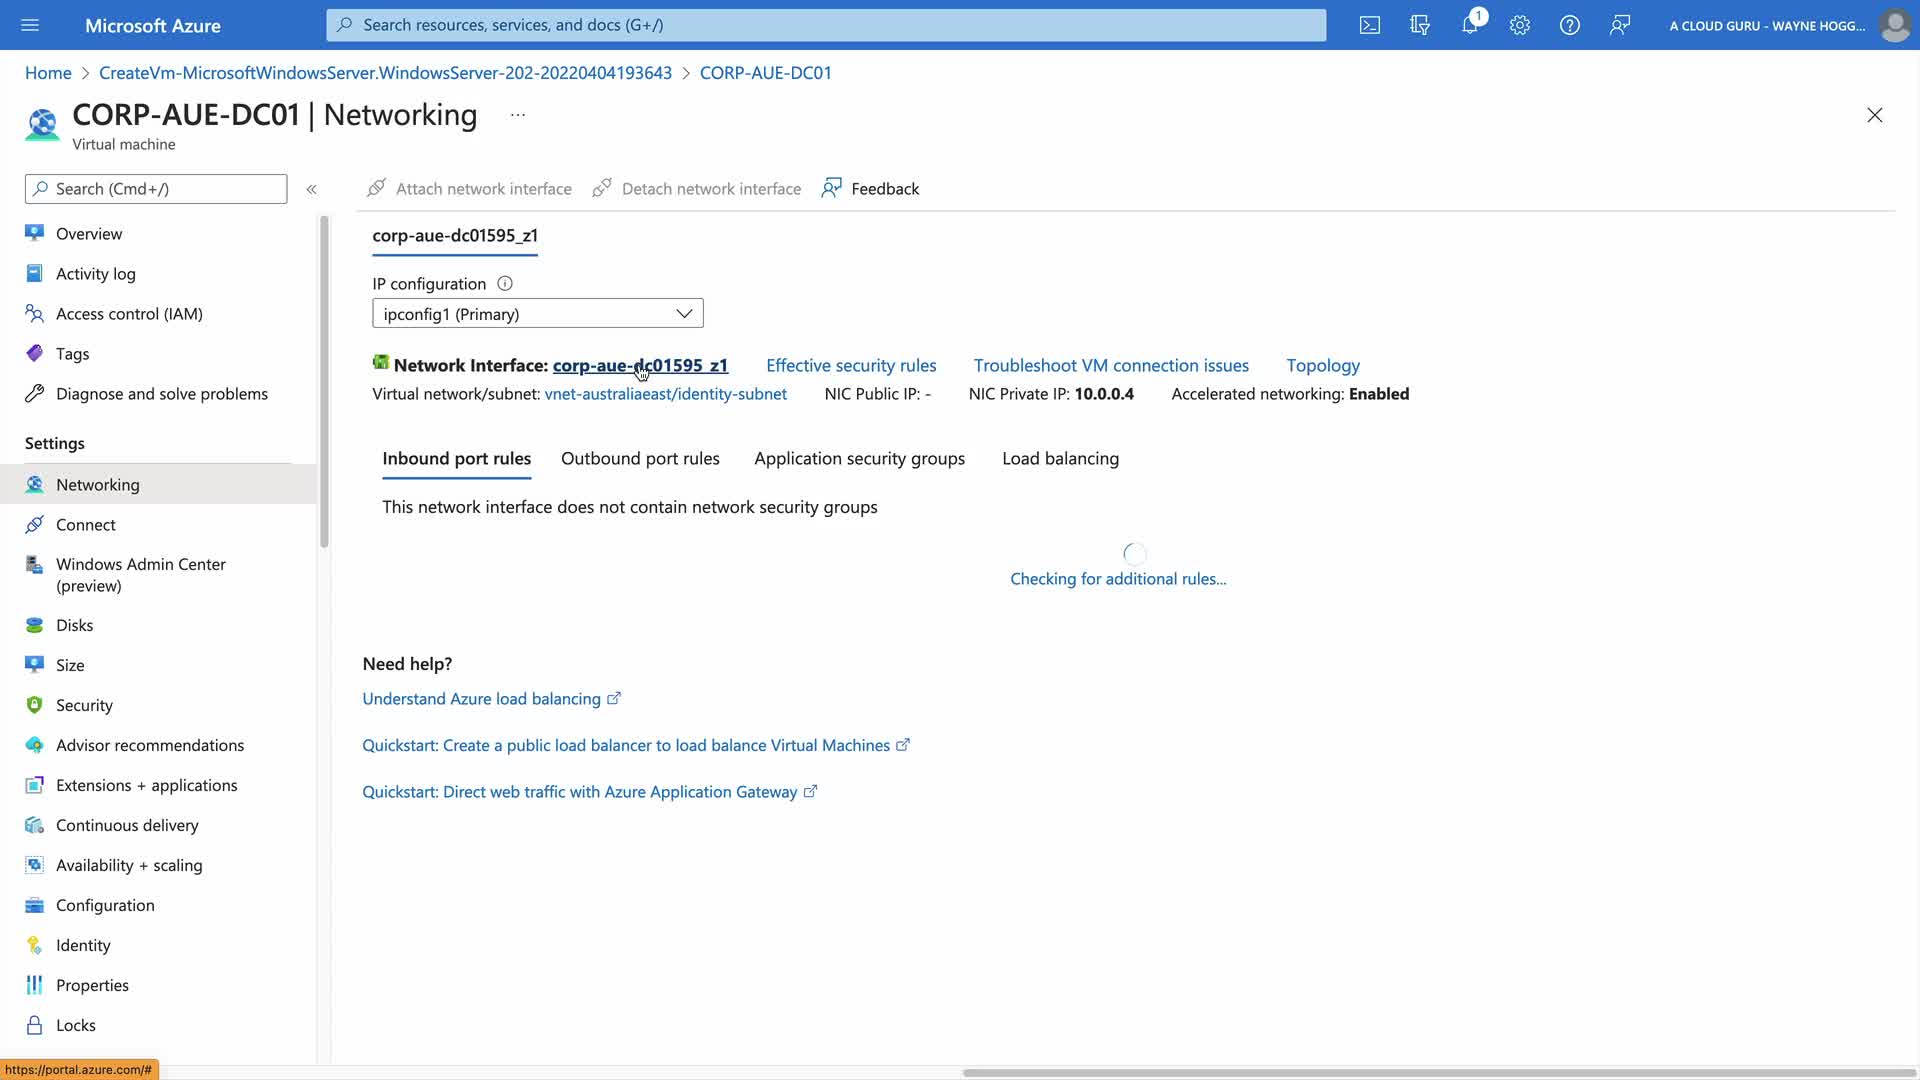 Microsoft Azure
Search resources, services, and docs (G+/)
1
A CLOUD GURU - WAYNE HOGG...
Home > CreateVm-MicrosoftWindowsServer.WindowsServer-202-20220404193643 > CORP-AUE-DC01
CORP-AUE-DC01 | Networking ...
Virtual machine
Search (Cmd+/)
«
Attach network interface
Detach network interface
Feedback
Overview
Activity log
Access control (IAM)
Tags
Diagnose and solve problems
Settings
Networking
Connect
Windows Admin Center
(preview)
Disks
Size
Security
Advisor recommendations
Extensions + applications
Continuous delivery
Availability + scaling
Configuration
Identity
Properties
Locks
corp-aue-dc01595_z1
IP configuration
ipconfig1 (Primary)
Network Interface: corp-aue-dc01595_z1 Effective security rules Troubleshoot VM connection issues Topology
Virtual network/subnet: vnet-australiaeast/identity-subnet NIC Public IP: - NIC Private IP: 10.0.0.4 Accelerated networking: Enabled
Inbound port rules Outbound port rules Application security groups Load balancing
This network interface does not contain network security groups
Checking for additional rules...
Need help?
Understand Azure load balancing
Quickstart: Create a public load balancer to load balance Virtual Machines
Quickstart: Direct web traffic with Azure Application Gateway
https://portal.azure.com/#